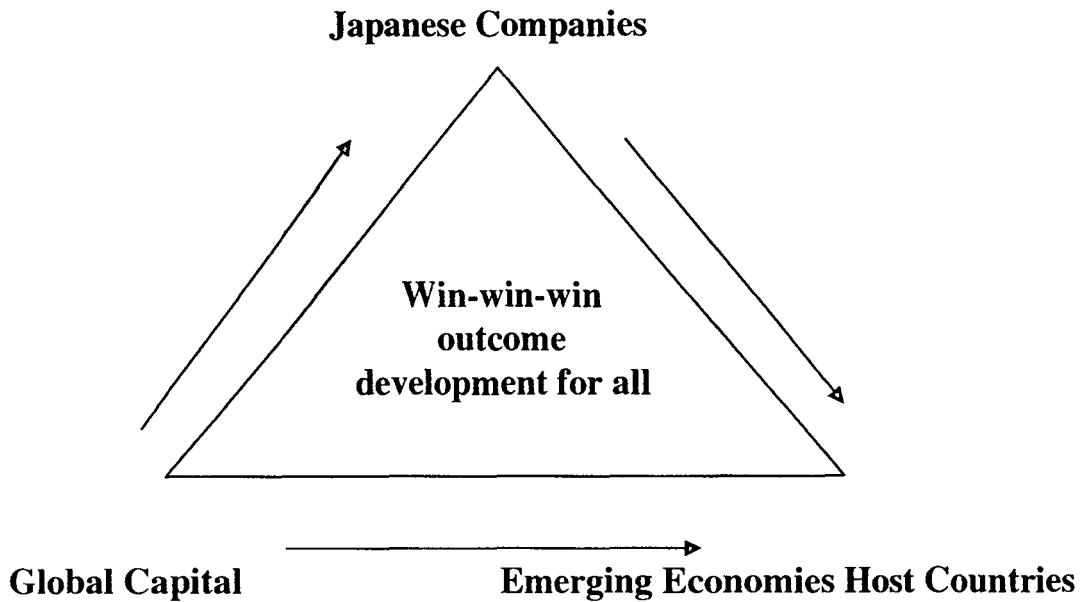 Japanese Companies
Win-win-win
outcome
development for all
Global Capital
Emerging Economies Host Countries